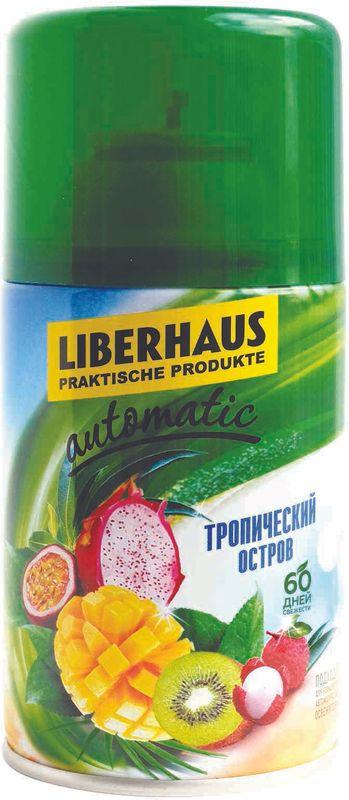 LIBERHAUS
PRAKTISCHE PRODUKTE
automatic
ТРОПИЧЕСКИЙ
ОСТРОВ
60
ДНЕЙ
СВЕЖЕСТИ